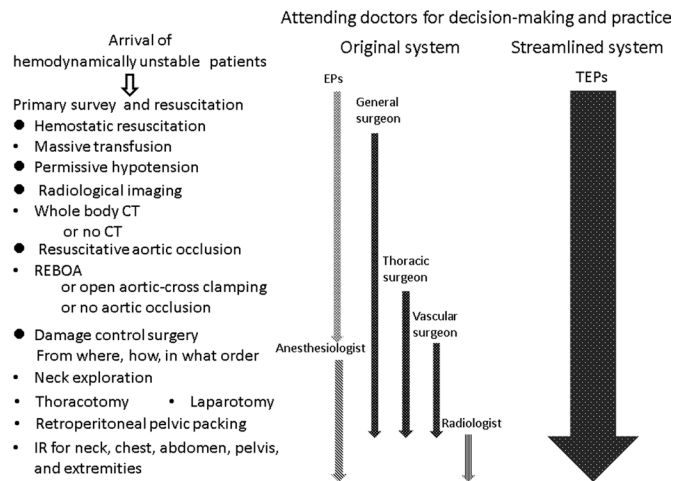 Attending doctors for decision-making and practice
Original system
Streamlined system
Arrival of
hemodynamically unstable patients
Primary survey and resuscitation
● Hemostatic resuscitation
• Massive transfusion
● Permissive hypotension
● Radiological imaging
• Whole body CT
or no CT
● Resuscitative aortic occlusion
• REBOA
or open aortic-cross clamping
or no aortic occlusion
● Damage control surgery
From where, how, in what order
• Neck exploration
• Thoracotomy • Laparotomy
• Retroperitoneal pelvic packing
• IR for neck, chest, abdomen, pelvis,
and extremities
EPs
General
surgeon
Thoracic
surgeon
Vascular
surgeon
Anesthesiologist
Radiologist
TEPs